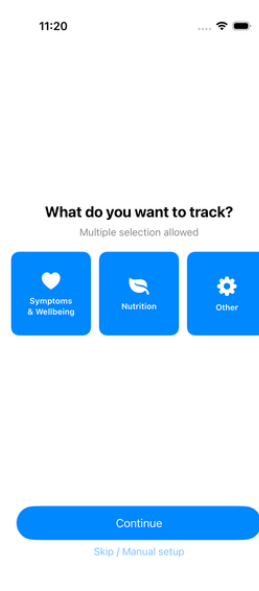 11:20
What do you want to track?
Multiple selection allowed
Symptoms
& Wellbeing
Nutrition
Other
Continue
Skip / Manual setup